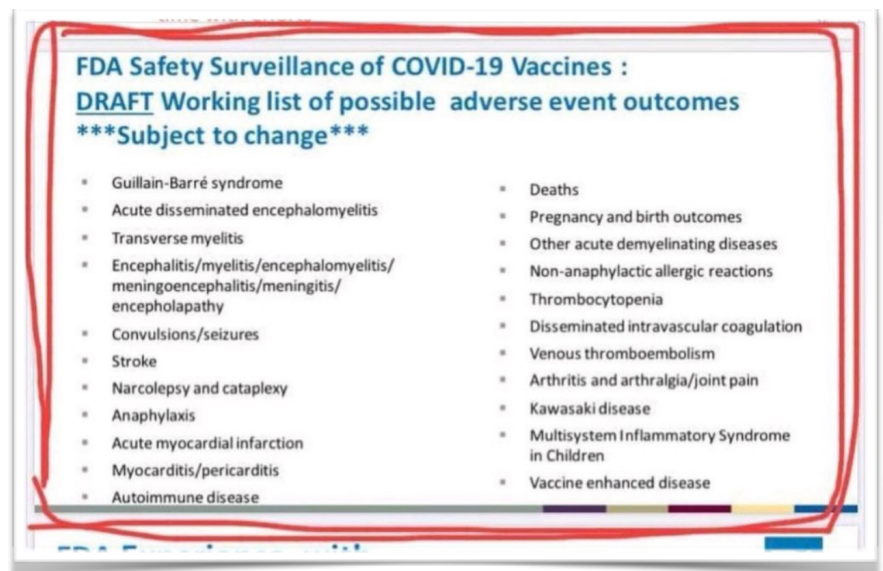 FDA Safety Surveillance of COVID-19 Vaccines :
DRAFT Working list of possible adverse event outcomes
***Subject to change***
Guillain-Barré syndrome
Acute disseminated encephalomyelitis
Transverse myelitis
Encephalitis/myelitis/encephalomyelitis/
meningoencephalitis/meningitis/
encepholapathy
Convulsions/seizures
Stroke
Narcolepsy and cataplexy
Anaphylaxis
Acute myocardial infarction
Myocarditis/pericarditis
Autoimmune disease
Deaths
Pregnancy and birth outcomes
Other acute demyelinating diseases
Non-anaphylactic allergic reactions
Thrombocytopenia
Disseminated intravascular coagulation
Venous thromboembolism
Arthritis and arthralgia/joint pain
Kawasaki disease
Multisystem Inflammatory Syndrome
in Children
Vaccine enhanced disease